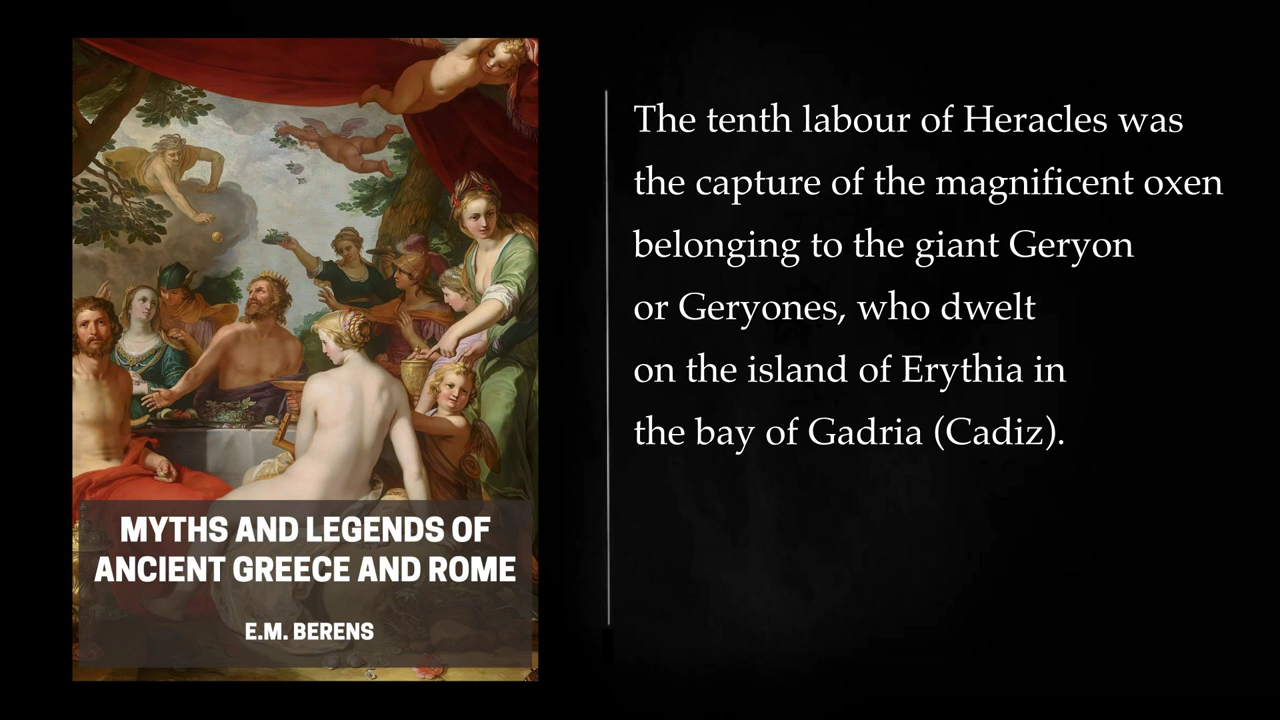 MYTHS AND LEGENDS OF
ANCIENT GREECE AND ROME
E.M. BERENS
The tenth labour of Heracles was
the capture of the magnificent oxen
belonging to the giant Geryon
or Geryones, who dwelt
on the island of Erythia in
the bay of Gadria (Cadiz).